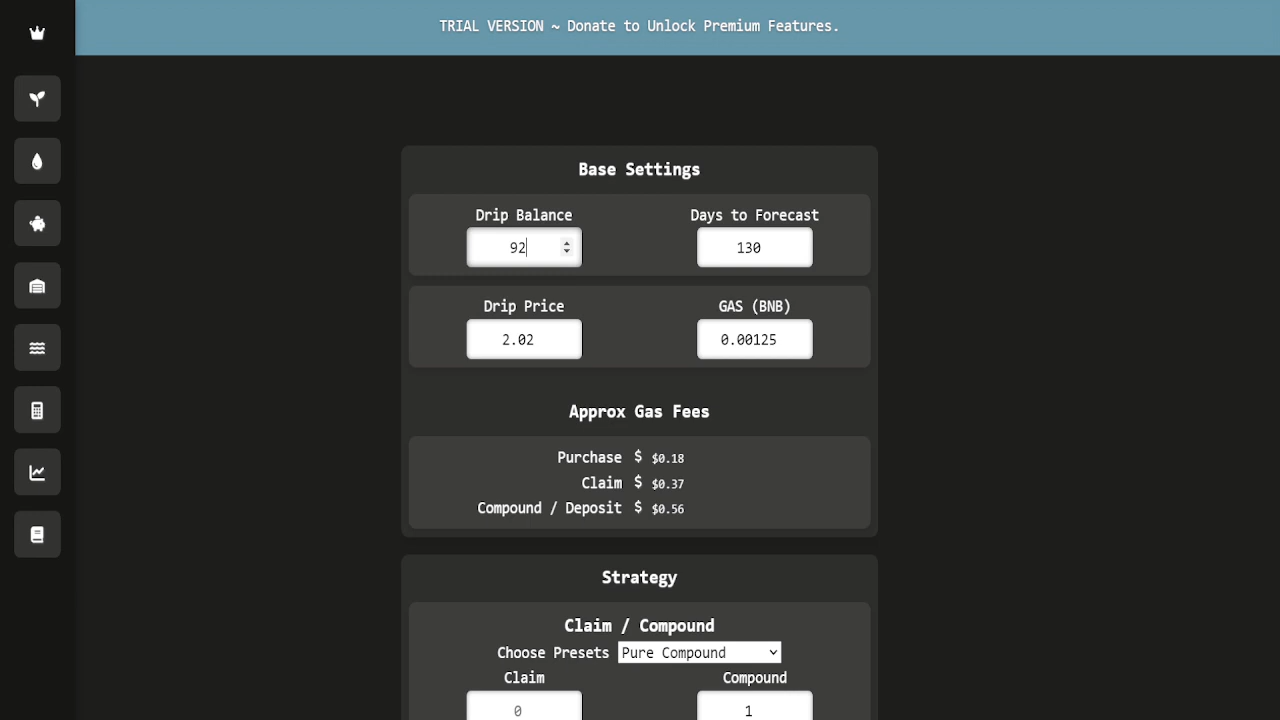 TRIAL VERSION ~ Donate to Unlock Premium Features.
Base Settings
Drip Balance Days to Forecast
92 130
Drip Price GAS (BNB)
2.02 0.00125
Approx Gas Fees
Purchase $ $0.18
Claim $ $0.37
Compound / Deposit $ $0.56
Strategy
Claim / Compound
Choose Presets Pure Compound
Claim Compound
0 1